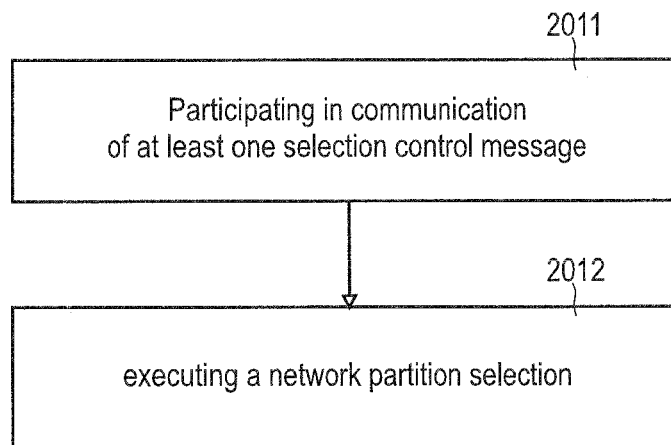 2011
Participating in communication
of at least one selection control message
2012
executing a network partition selection